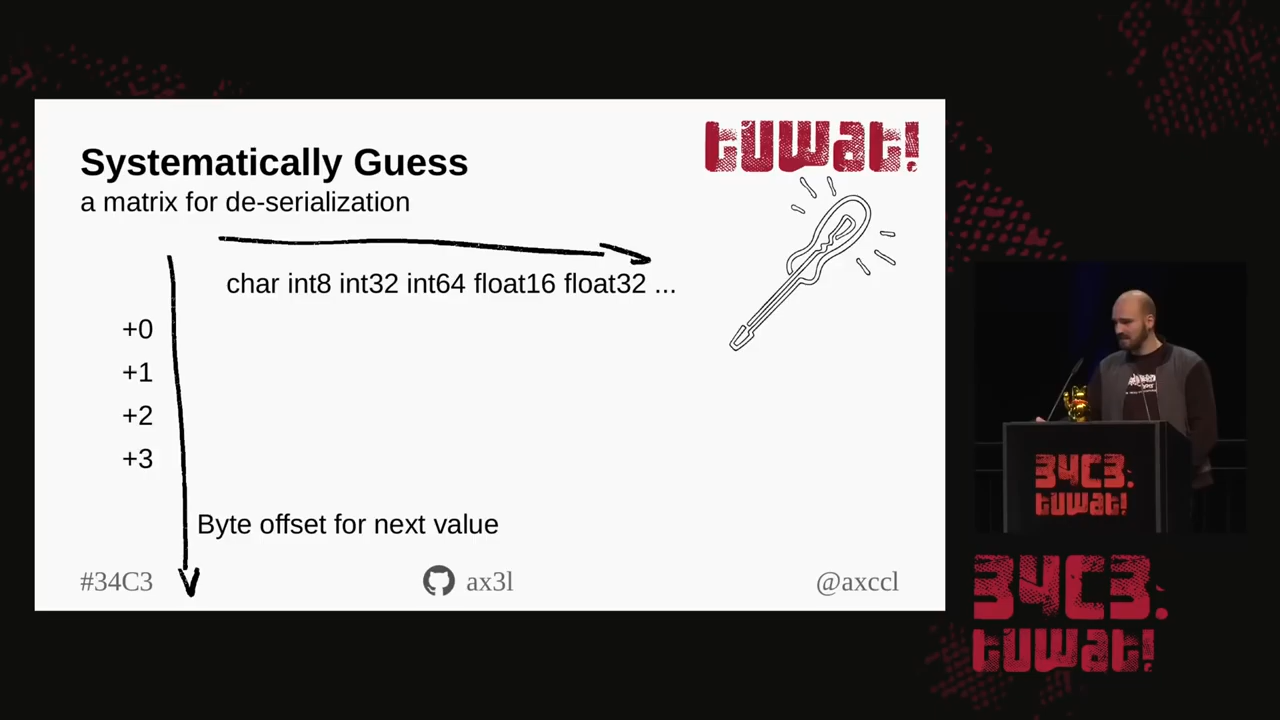 tuwat!
Systematically Guess
a matrix for de-serialization
char int8 int32 int64 float16 float32 ...
+0
+1
+2
+3
Byte offset for next value
#34C3
ax3l
@axccl
34C3.
tuwat!
34C3.
tuwat!